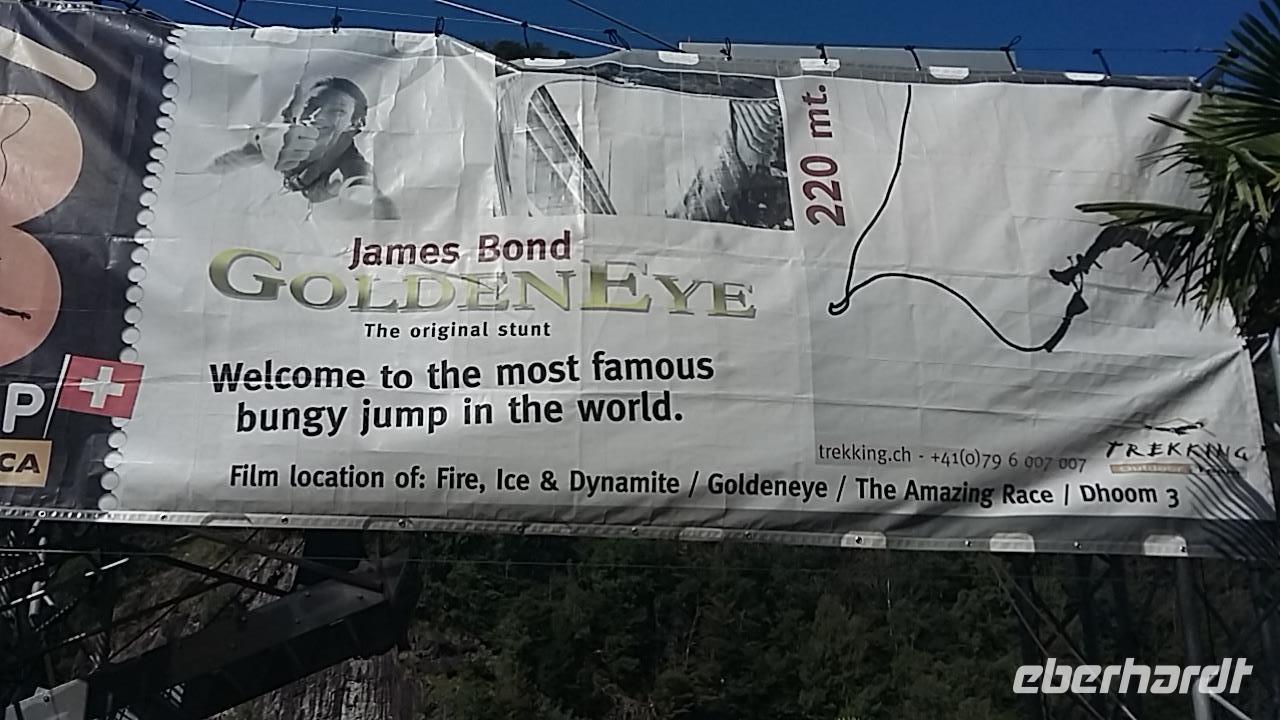 P
CA
220 mt.
James Bond
GOLDENEYE
The original stunt
Welcome to the most famous
bungy jump in the world.
trekking.ch - +41(0)79 6 007 007
TREKKING
Outdoor
Film location of: Fire, Ice & Dynamite / Goldeneye / The Amazing Race | Dhoom 3
eberhardt